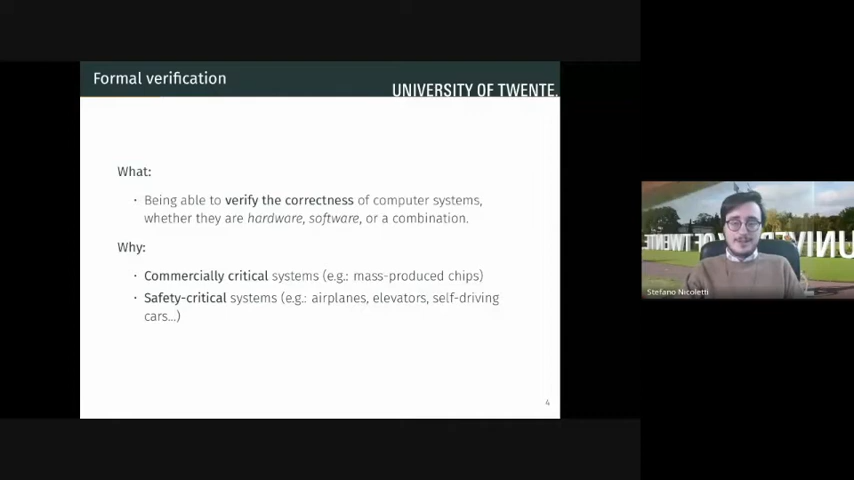 Formal verification
UNIVERSITY OF TWENTE.
What:
· Being able to verify the correctness of computer systems,
whether they are hardware, software, or a combination.
Why:
· Commercially critical systems (e.g.: mass-produced chips)
· Safety-critical systems (e.g.: airplanes, elevators, self-driving
cars...)
4
Stefano Nicoletti